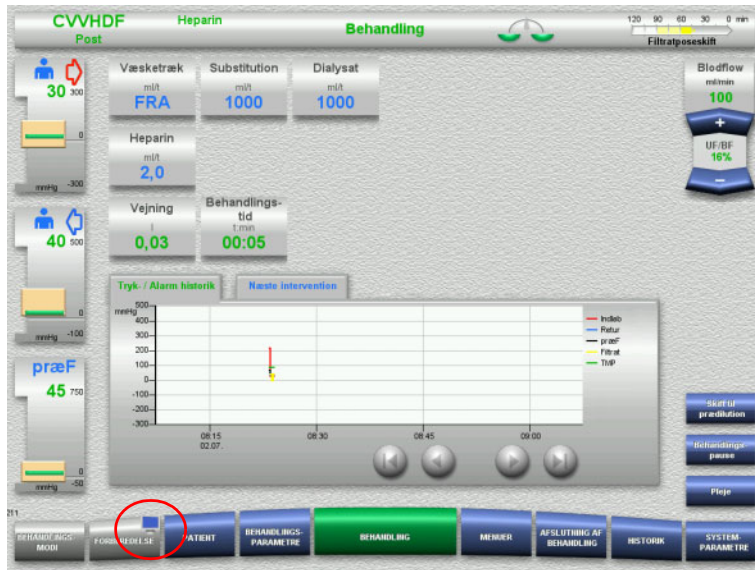 CVVHDF
Post
Heparin
Behandling
120 90 60 30 0 min
Filtratposeskift
30
300
0
mmHg
-300
Væsketræk
ml/t
FRA
Substitution
ml/t
1000
Dialysat
ml/t
1000
Blodflow
ml/min
100
+
UF/BF
16%
–
Heparin
ml/t
2,0
Vejning
l
0,03
Behandlings-
tid
t:min
00:05
40
500
0
mmHg
-100
Tryk- / Alarm historik
Næste intervention
mmHg
500
400
300
200
100
0
-100
-200
-300
08:15
02.07.
08:30
08:45
09:00
Indløb
Retur
præF
Filtrat
TMP
præF
45
750
0
mmHg
-50
Skift til
prædilution
Behandlings-
pause
Pleje
211
BEHANDLINGS-
MODI
FORBEREDELSE
PATIENT
BEHANDLINGS-
PARAMETRE
BEHANDLING
MENUER
AFSLUTNING AF
BEHANDLING
HISTORIK
SYSTEM-
PARAMETRE